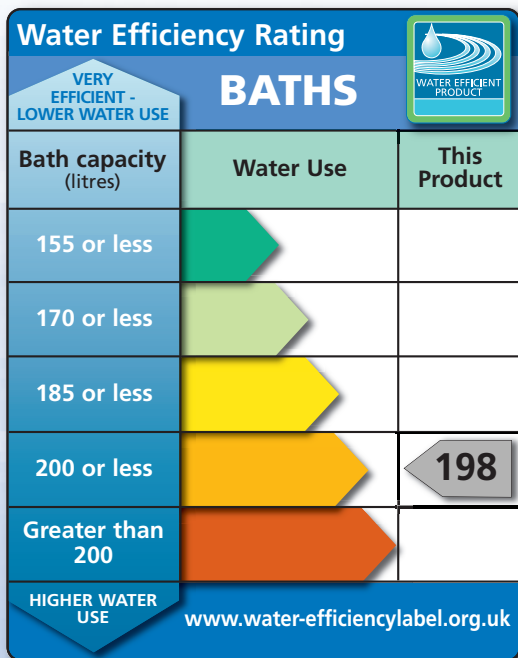 Water Efficiency Rating
VERY
EFFICIENT -
LOWER WATER USE
BATHS
WATER EFFICIENT
PRODUCT
Bath capacity
(litres)
Water Use
This
Product
155 or less
170 or less
185 or less
200 or less
198
Greater than
200
HIGHER WATER
USE
www.water-efficiencylabel.org.uk